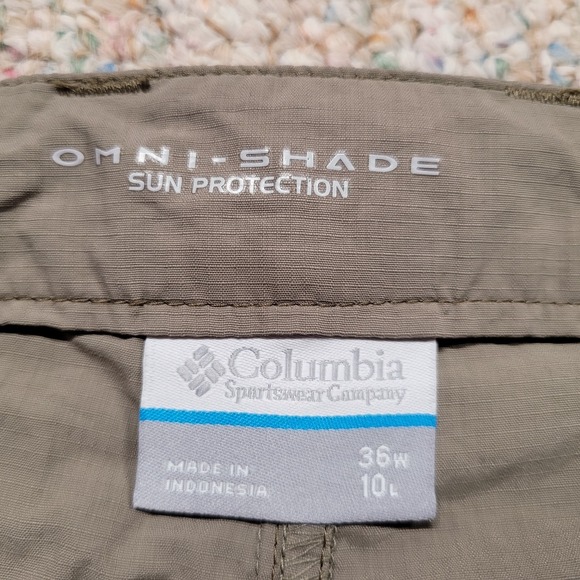 OMNI-SHADE
SUN PROTECTION
Columbia
Sportswear Company
MADE IN
INDONESIA
36W
10L